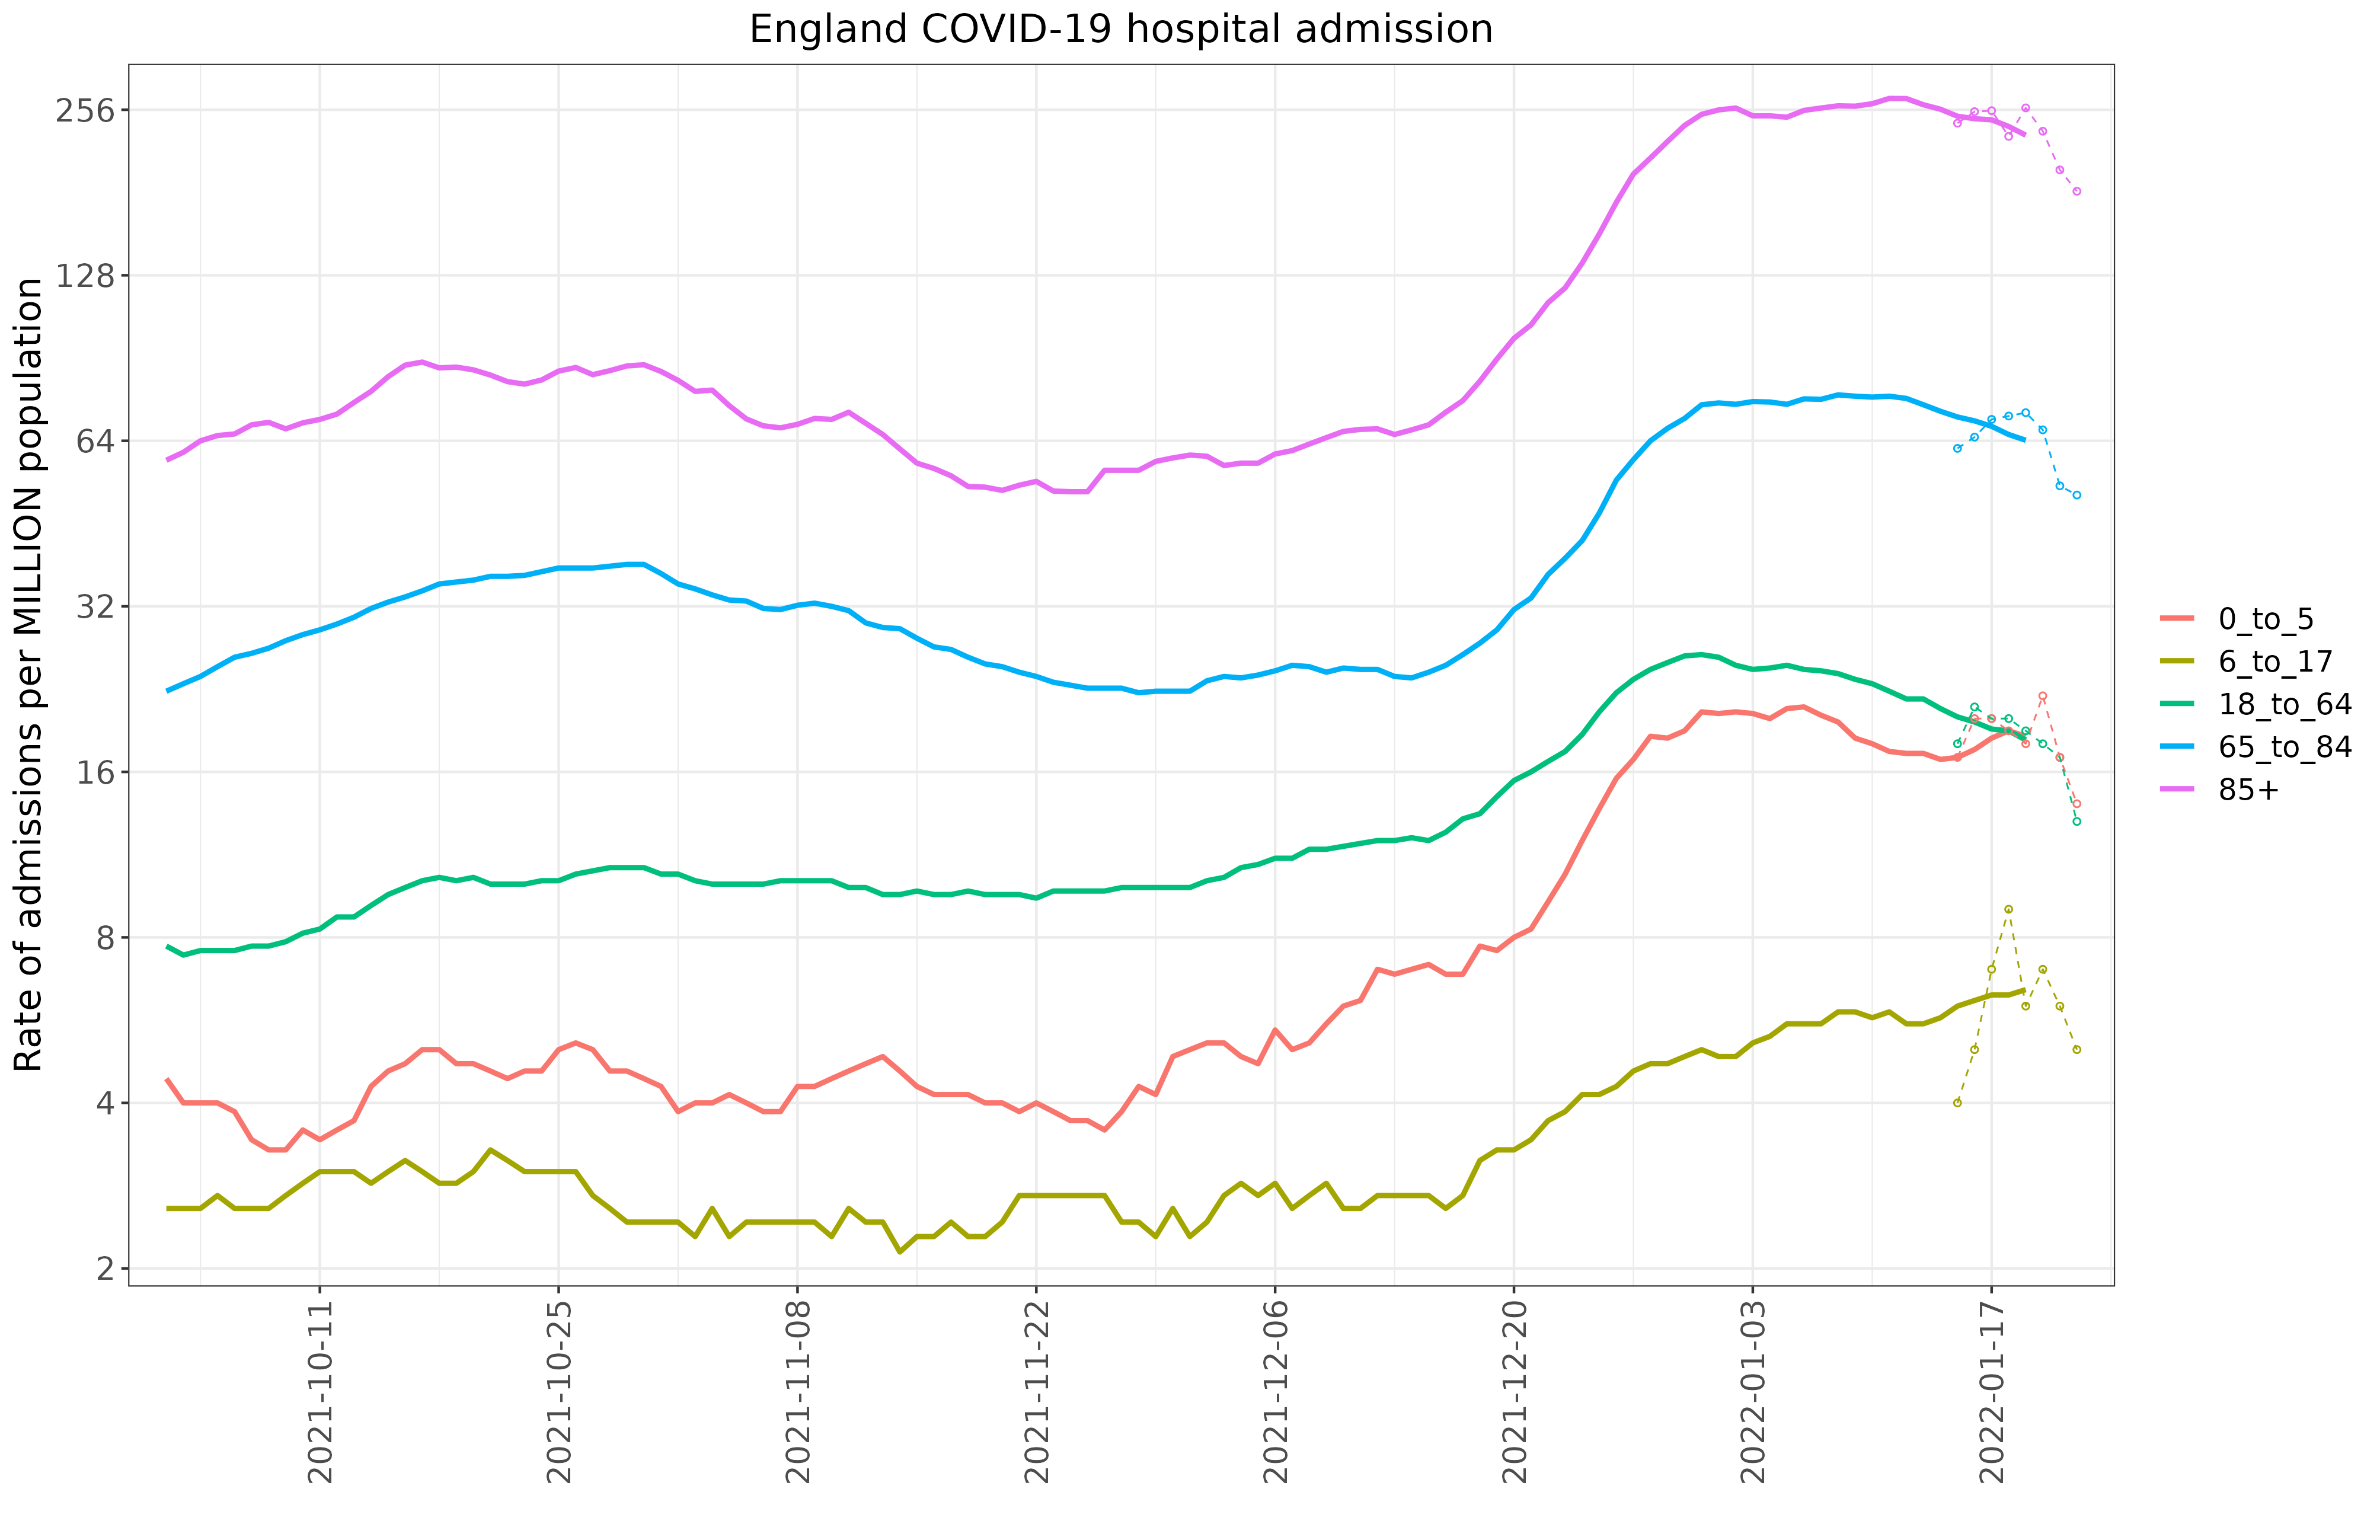 England COVID-19 hospital admission
Rate of admissions per MILLION population
256
128
64
32
16
8
4
2
2021-10-11
2021-10-25
2021-11-08
2021-11-22
2021-12-06
2021-12-20
2022-01-03
2022-01-17
0_to_5
6_to_17
18_to_64
65_to_84
85+